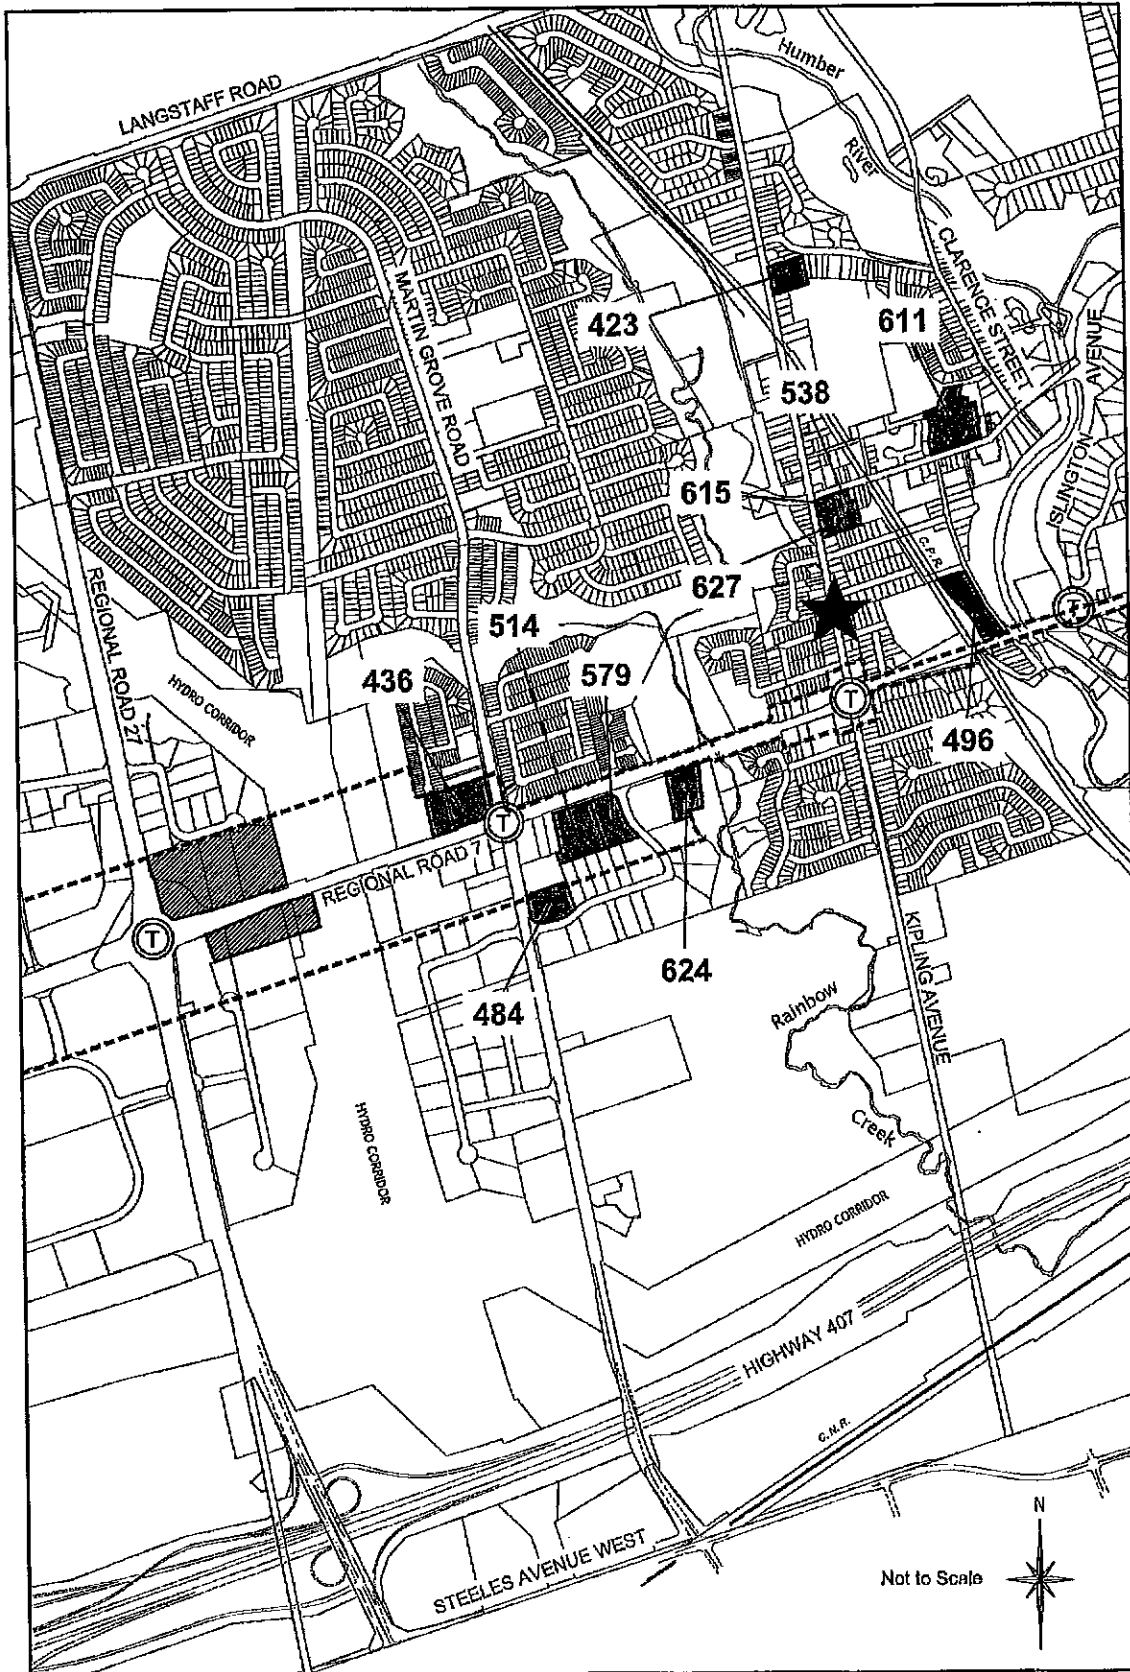 LANGSTAFF ROAD
Humber
River
CLARENCE STREET
MARTIN GROVE ROAD
423
611
538
ISLINGTON AVENUE
615
C.P.R.
REGIONAL ROAD 27
627
514
HYDRO CORRIDOR
436
579
T
T
496
T
REGIONAL ROAD 7
T
624
484
KIPLING AVENUE
Rainbow
Creek
HYDRO CORRIDOR
HYDRO CORRIDOR
HIGHWAY 407
C.N.R.
STEELES AVENUE WEST
N
Not to Scale